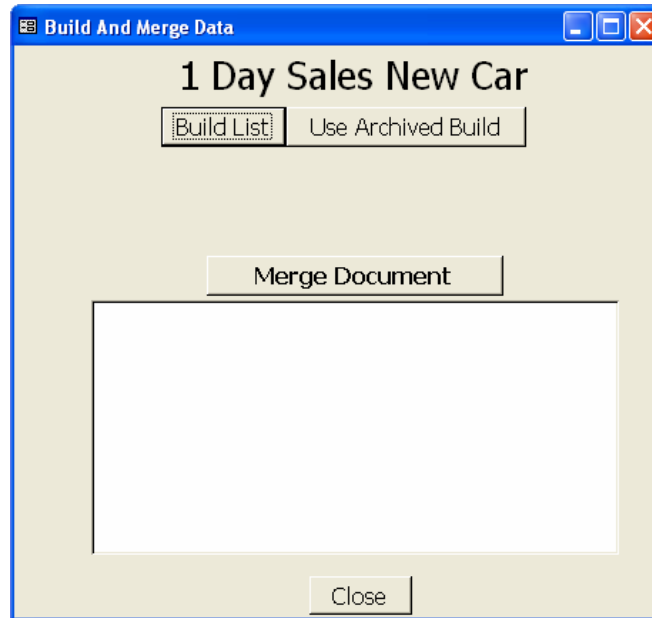 Build And Merge Data
1 Day Sales New Car
Build List Use Archived Build
Merge Document
Close